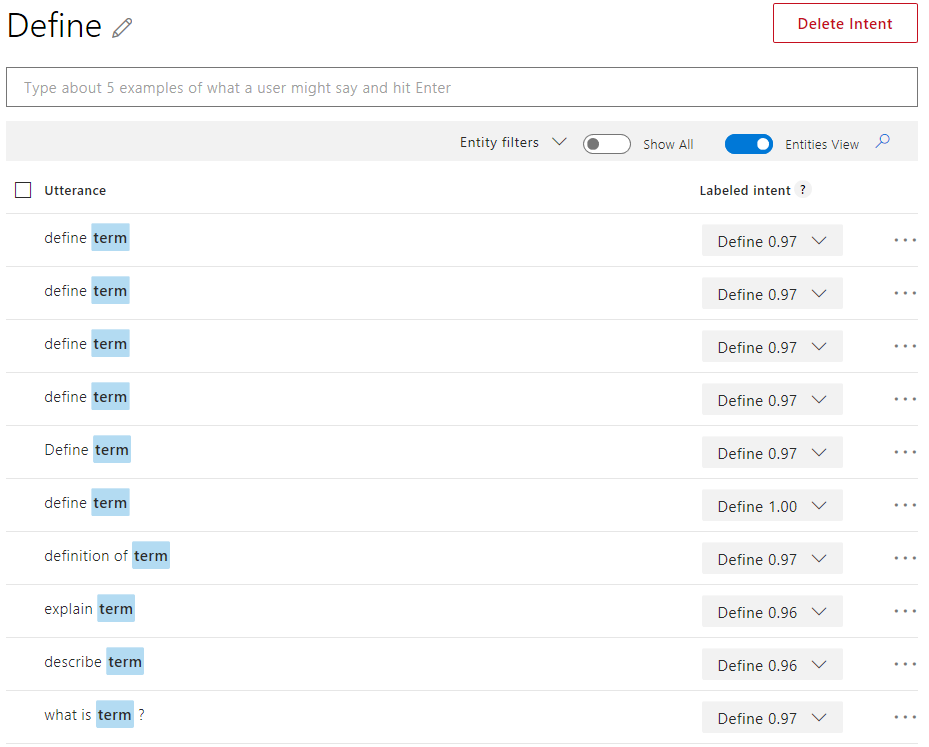 Define
Delete Intent
Type about 5 examples of what a user might say and hit Enter
Entity filters Show All Entities View
Utterance Labeled intent ?
define term Define 0.97
define term Define 0.97
define term Define 0.97
define term Define 0.97
Define term Define 0.97
define term Define 1.00
definition of term Define 0.97
explain term Define 0.96
describe term Define 0.96
what is term ? Define 0.97